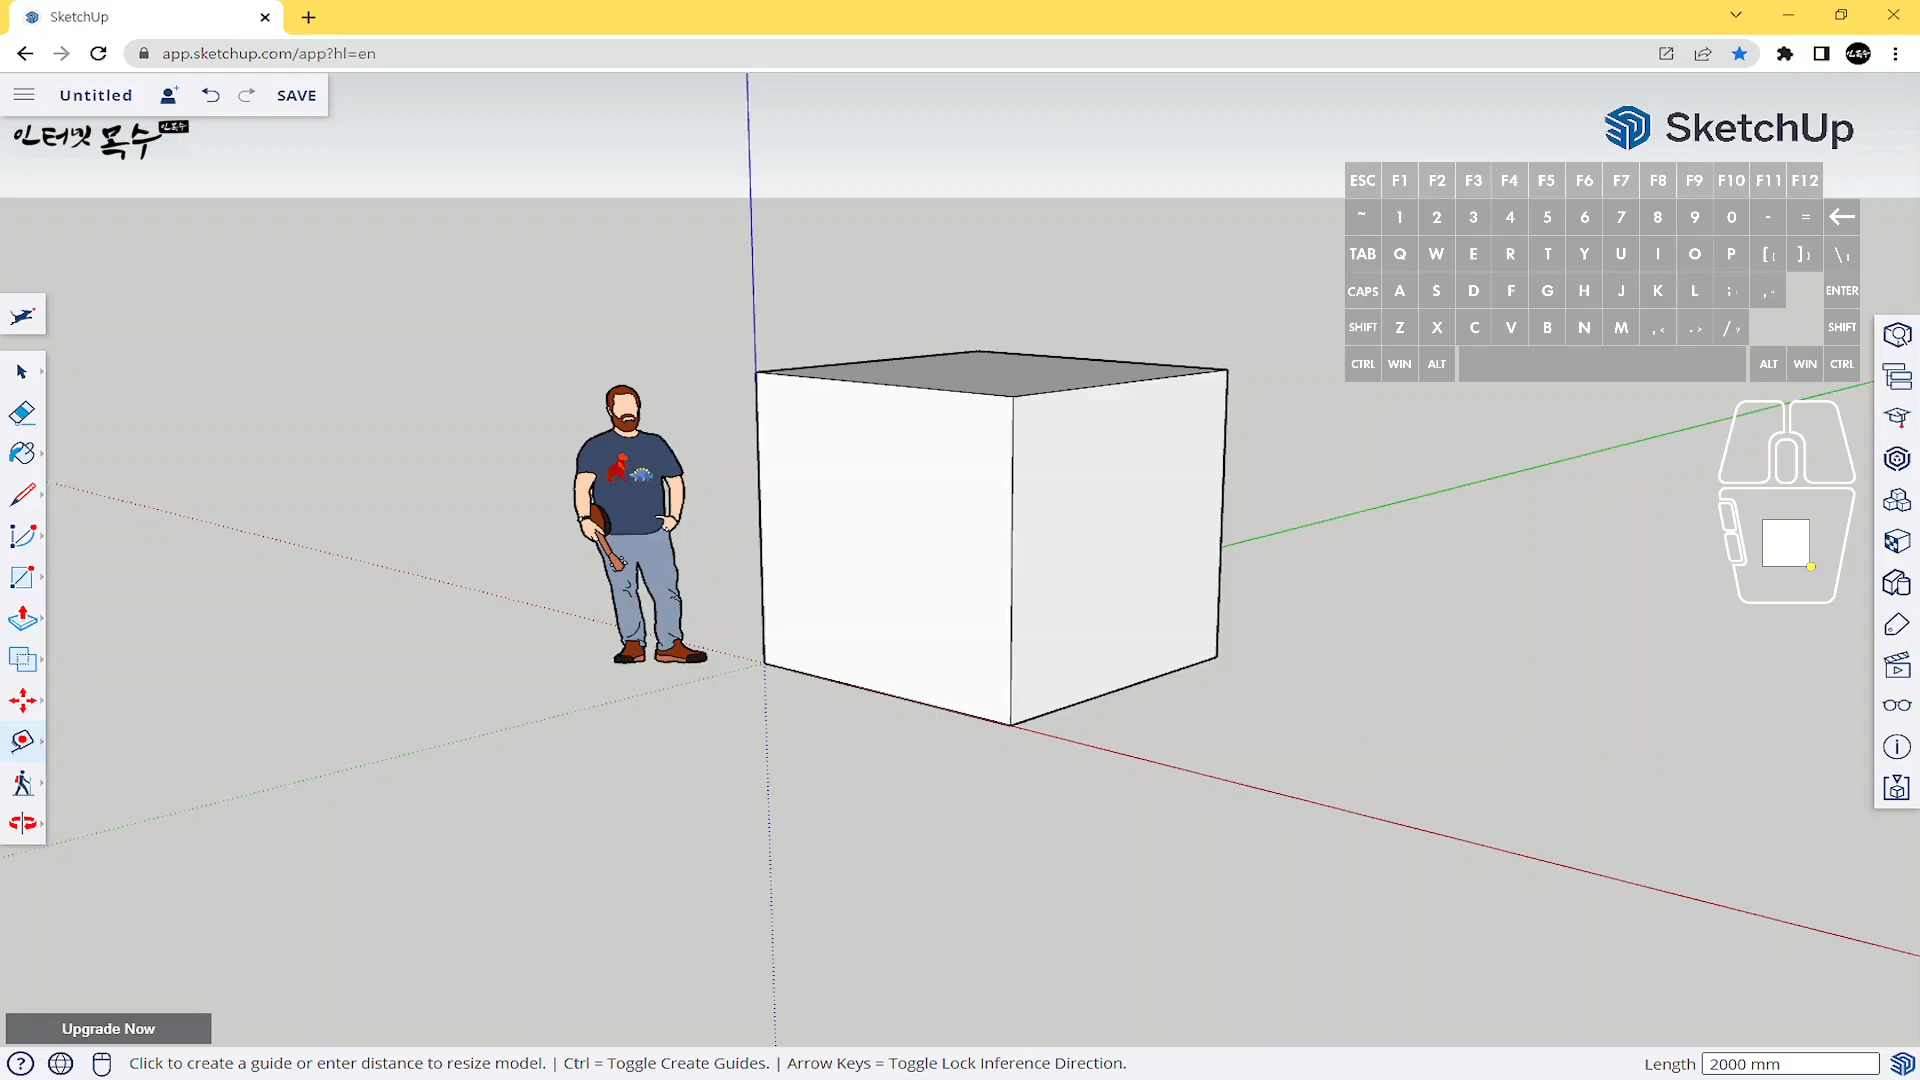 SketchUp
app.sketchup.com/app?hl=en
Untitled
SAVE
인터넷 목수
인목수
SketchUp
ESC F1 F2 F3 F4 F5 F6 F7 F8 F9 F10 F11 F12
~ 1 2 3 4 5 6 7 8 9 0 - =
TAB Q W E R T Y U I O P [{ ]} \|
CAPS A S D F G H J K L ; : ENTER
SHIFT Z X C V B N M , < . > / ? SHIFT
CTRL WIN ALT ALT WIN CTRL
Upgrade Now
Click to create a guide or enter distance to resize model. | Ctrl = Toggle Create Guides. | Arrow Keys = Toggle Lock Inference Direction.
Length 2000 mm